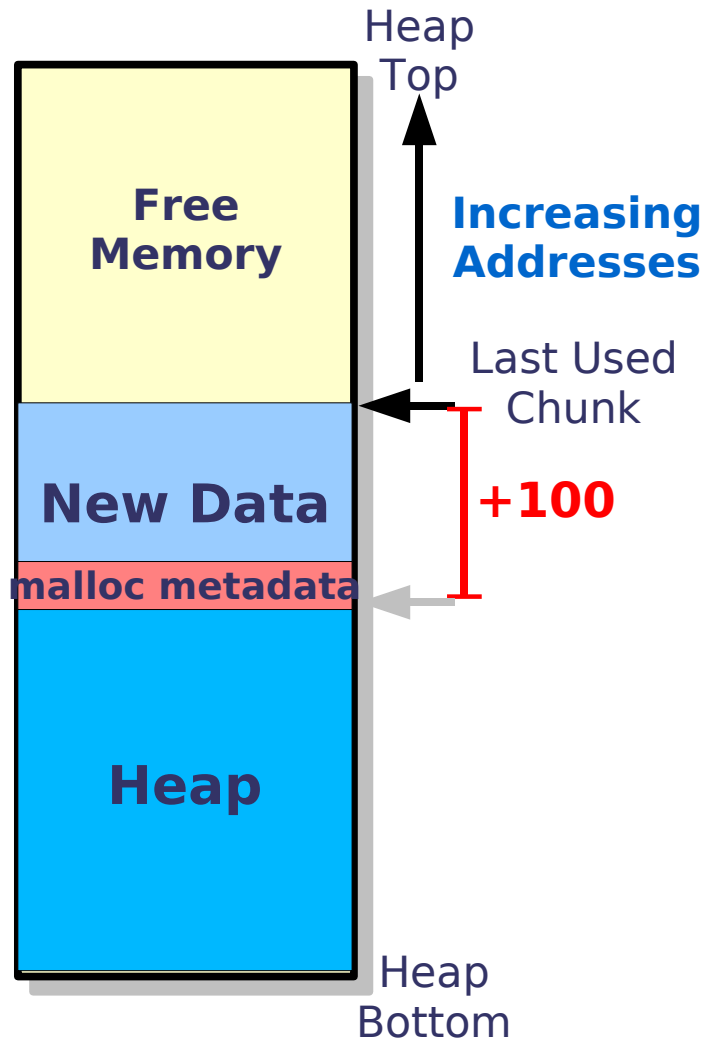 Heap
Top
Free
Memory
Increasing
Addresses
Last Used
Chunk
New Data
+100
malloc metadata
Heap
Heap
Bottom